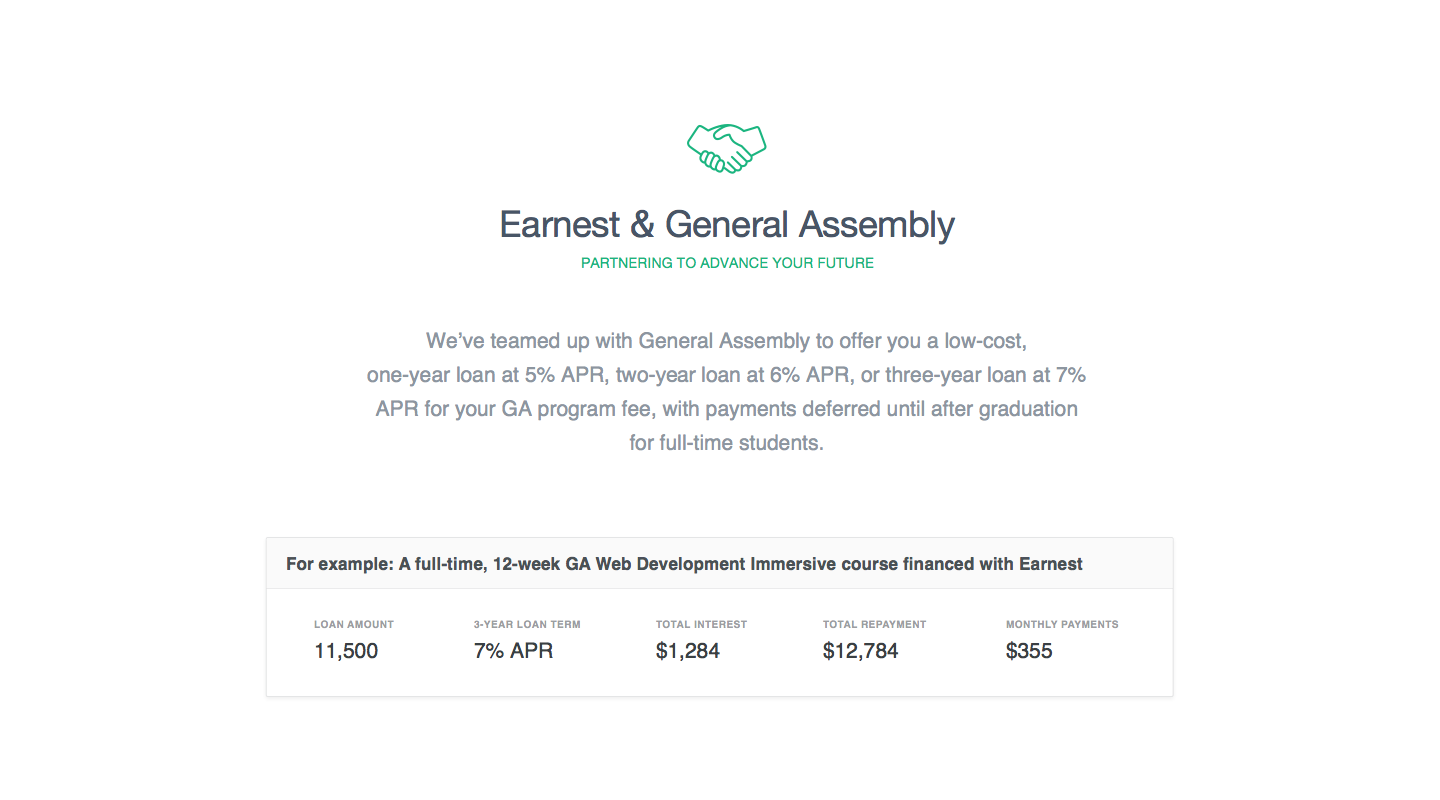 Earnest & General Assembly
PARTNERING TO ADVANCE YOUR FUTURE
We’ve teamed up with General Assembly to offer you a low-cost,
one-year loan at 5% APR, two-year loan at 6% APR, or three-year loan at 7%
APR for your GA program fee, with payments deferred until after graduation
for full-time students.
For example: A full-time, 12-week GA Web Development Immersive course financed with Earnest
LOAN AMOUNT 3-YEAR LOAN TERM TOTAL INTEREST TOTAL REPAYMENT MONTHLY PAYMENTS
11,500 7% APR $1,284 $12,784 $355